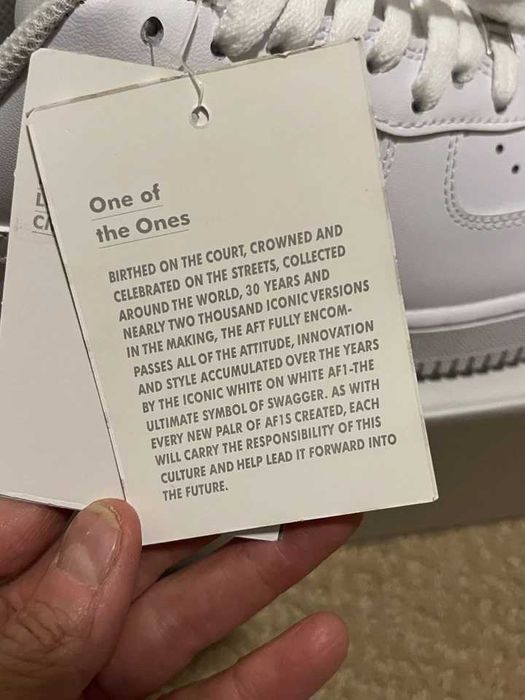 One of
the Ones
BIRTHED ON THE COURT, CROWNED AND
CELEBRATED ON THE STREETS, COLLECTED
AROUND THE WORLD, 30 YEARS AND
NEARLY TWO THOUSAND ICONIC VERSIONS
IN THE MAKING, THE AFT FULLY ENCOM-
PASSES ALL OF THE ATTITUDE, INNOVATION
AND STYLE ACCUMULATED OVER THE YEARS
BY THE ICONIC WHITE ON WHITE AF1-THE
ULTIMATE SYMBOL OF SWAGGER. AS WITH
EVERY NEW PALR OF AF1S CREATED, EACH
WILL CARRY THE RESPONSIBILITY OF THIS
CULTURE AND HELP LEAD IT FORWARD INTO
THE FUTURE.